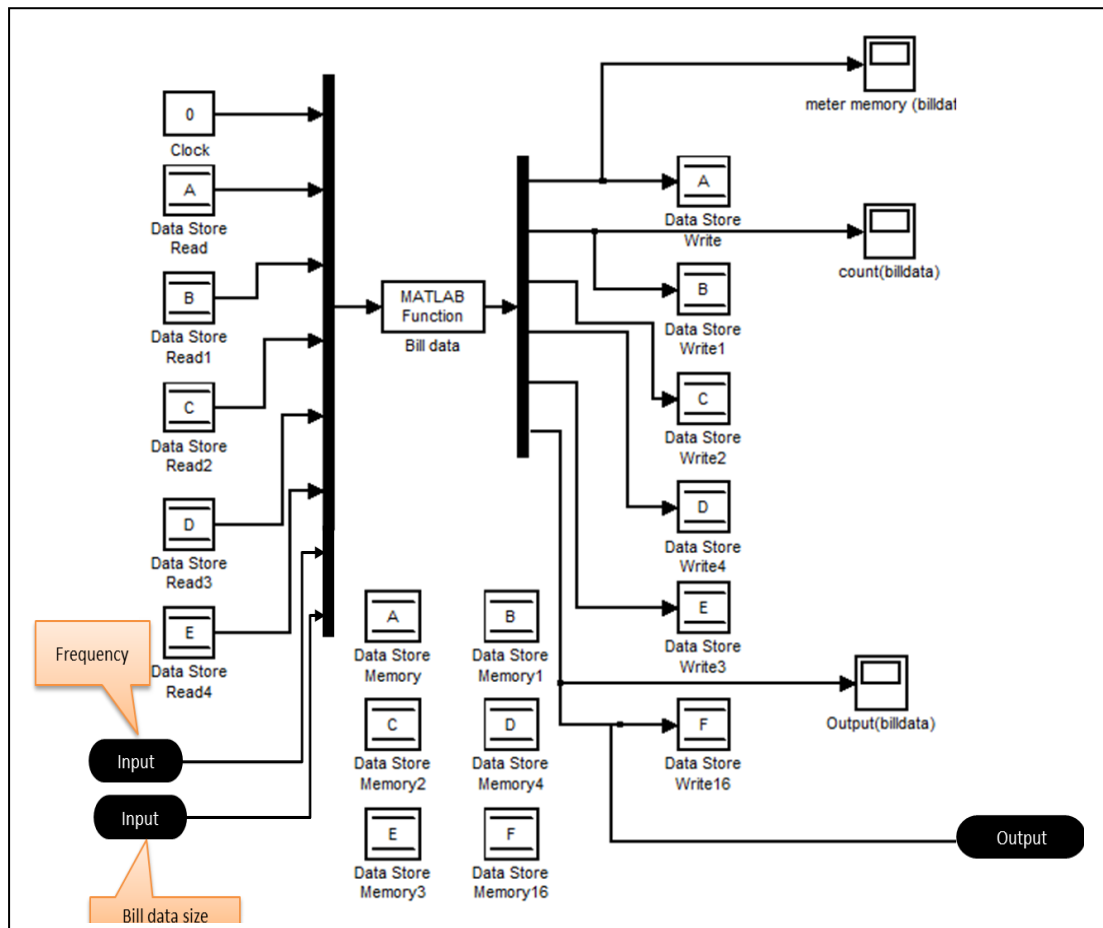 0
Clock
A
Data Store
Read
B
Data Store
Read1
C
Data Store
Read2
D
Data Store
Read3
E
Data Store
Read4
Frequency
Input
Input
Bill data size
MATLAB
Function
Bill data
A
Data Store
Memory
B
Data Store
Memory1
C
Data Store
Memory2
D
Data Store
Memory4
E
Data Store
Memory3
F
Data Store
Memory16
meter memory (billdat
A
Data Store
Write
count(billdata)
B
Data Store
Write1
C
Data Store
Write2
D
Data Store
Write4
E
Data Store
Write3
Output(billdata)
F
Data Store
Write16
Output